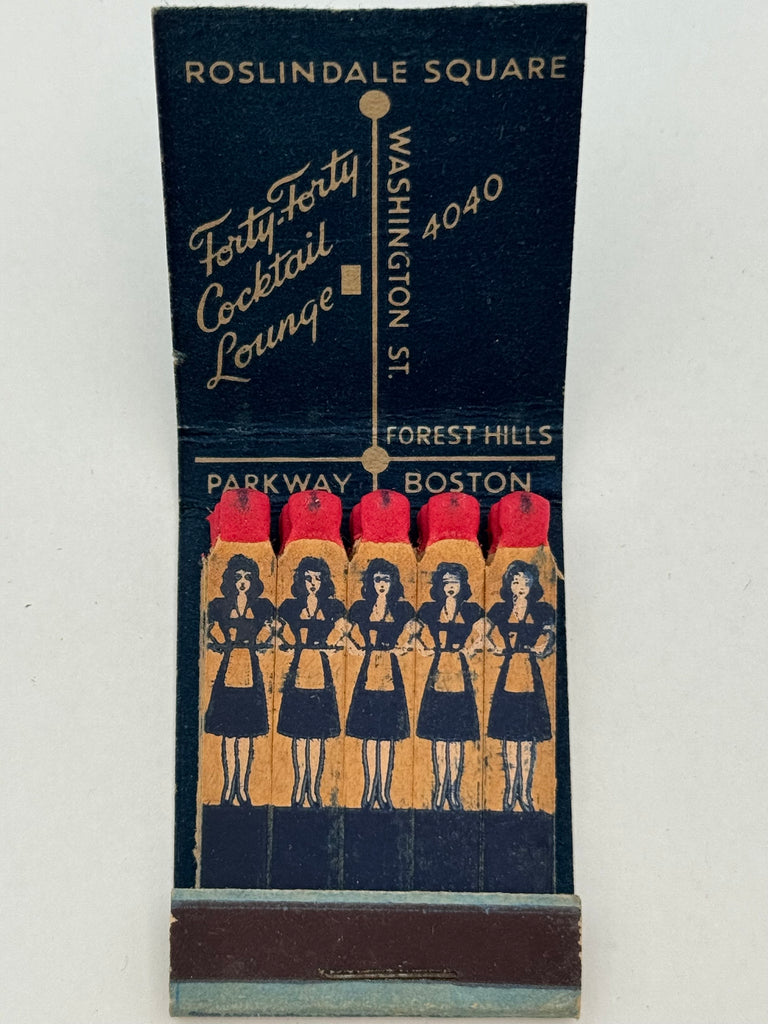 ROSLINDALE SQUARE
Forty-Forty
Cocktail
Lounge
WASHINGTON ST.
4040
FOREST HILLS
PARKWAY BOSTON